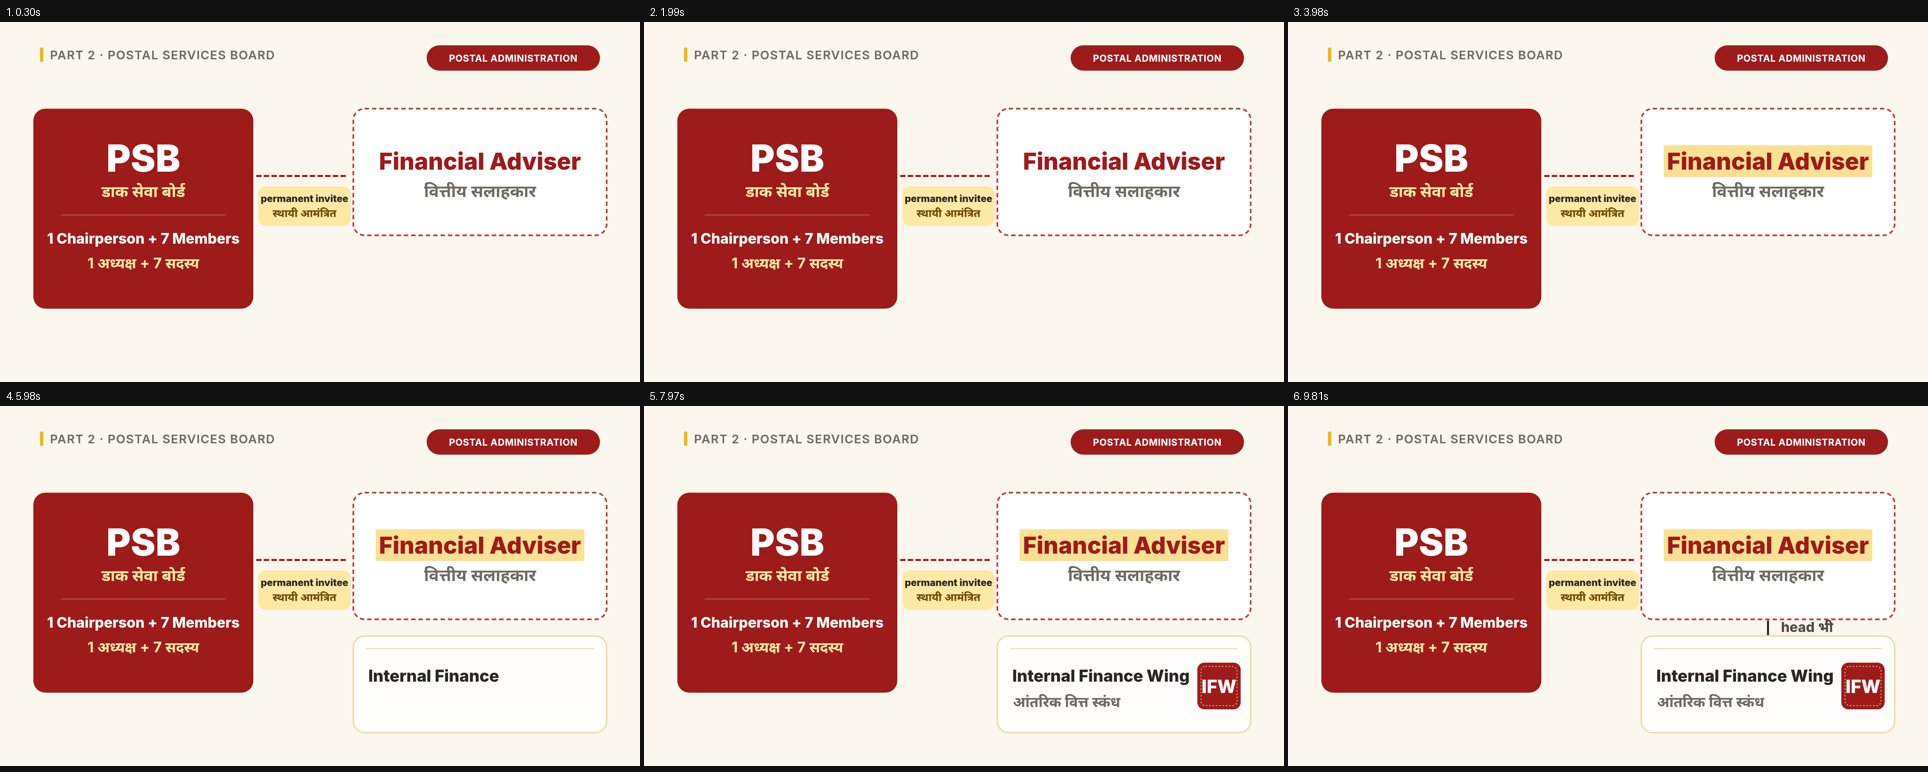 1. 0.30s
PART 2 · POSTAL SERVICES BOARD
POSTAL ADMINISTRATION
PSB
डाक सेवा बोर्ड
1 Chairperson + 7 Members
1 अध्यक्ष + 7 सदस्य
permanent invitee
स्थायी आमंत्रित
Financial Adviser
वित्तीय सलाहकार
2. 1.99s
PART 2 · POSTAL SERVICES BOARD
POSTAL ADMINISTRATION
PSB
डाक सेवा बोर्ड
1 Chairperson + 7 Members
1 अध्यक्ष + 7 सदस्य
permanent invitee
स्थायी आमंत्रित
Financial Adviser
वित्तीय सलाहकार
3. 3.98s
PART 2 · POSTAL SERVICES BOARD
POSTAL ADMINISTRATION
PSB
डाक सेवा बोर्ड
1 Chairperson + 7 Members
1 अध्यक्ष + 7 सदस्य
permanent invitee
स्थायी आमंत्रित
Financial Adviser
वित्तीय सलाहकार
4. 5.98s
PART 2 · POSTAL SERVICES BOARD
POSTAL ADMINISTRATION
PSB
डाक सेवा बोर्ड
1 Chairperson + 7 Members
1 अध्यक्ष + 7 सदस्य
permanent invitee
स्थायी आमंत्रित
Financial Adviser
वित्तीय सलाहकार
Internal Finance
5. 7.97s
PART 2 · POSTAL SERVICES BOARD
POSTAL ADMINISTRATION
PSB
डाक सेवा बोर्ड
1 Chairperson + 7 Members
1 अध्यक्ष + 7 सदस्य
permanent invitee
स्थायी आमंत्रित
Financial Adviser
वित्तीय सलाहकार
Internal Finance Wing
आंतरिक वित्त स्कंध
IFW
6. 9.81s
PART 2 · POSTAL SERVICES BOARD
POSTAL ADMINISTRATION
PSB
डाक सेवा बोर्ड
1 Chairperson + 7 Members
1 अध्यक्ष + 7 सदस्य
permanent invitee
स्थायी आमंत्रित
Financial Adviser
वित्तीय सलाहकार
head भी
Internal Finance Wing
आंतरिक वित्त स्कंध
IFW